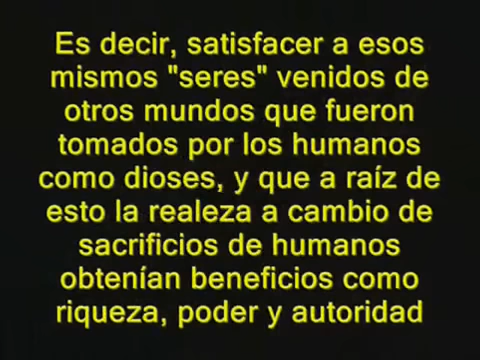 Es decir, satisfacer a esos
mismos "seres" venidos de
otros mundos que fueron
tomados por los humanos
como dioses, y que a raíz de
esto la realeza a cambio de
sacrificios de humanos
obtenían beneficios como
riqueza, poder y autoridad